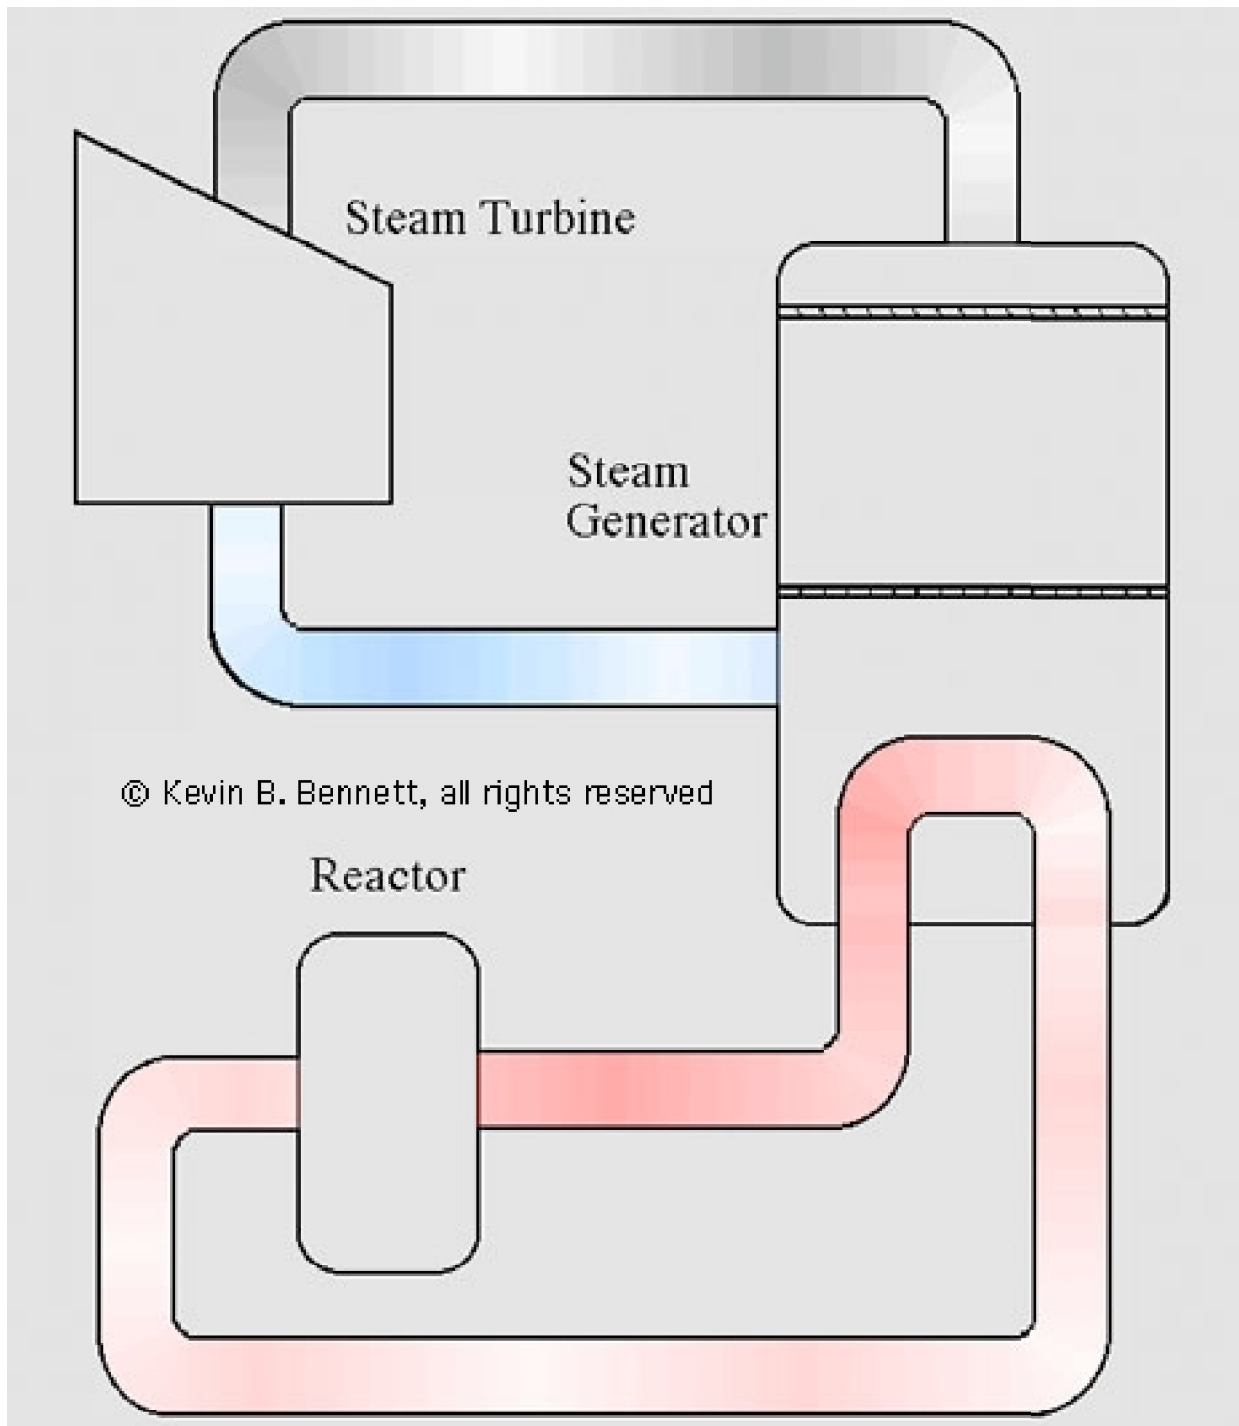 Steam Turbine
Steam
Generator
© Kevin B. Bennett, all rights reserved
Reactor